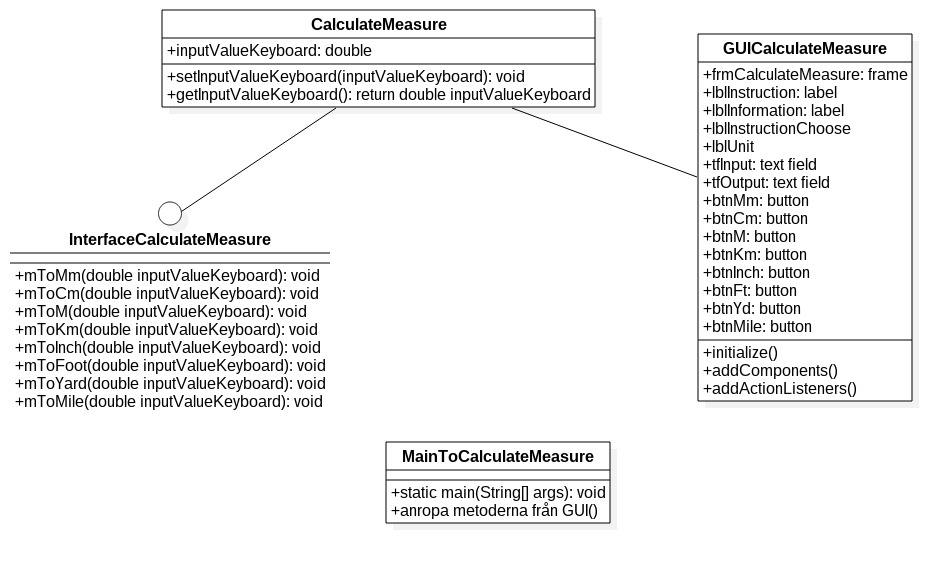 CalculateMeasure
+inputValueKeyboard: double
+setInputValueKeyboard(inputValueKeyboard): void
+getInputValueKeyboard(): return double inputValueKeyboard
GUICalculateMeasure
+frmCalculateMeasure: frame
+lblInstruction: label
+lblInformation: label
+lblInstructionChoose
+lblUnit
+tfInput: text field
+tfOutput: text field
+btnMm: button
+btnCm: button
+btnM: button
+btnKm: button
+btnInch: button
+btnFt: button
+btnYd: button
+btnMile: button
+initialize()
+addComponents()
+addActionListeners()
InterfaceCalculateMeasure
+mToMm(double inputValueKeyboard): void
+mToCm(double inputValueKeyboard): void
+mToM(double inputValueKeyboard): void
+mToKm(double inputValueKeyboard): void
+mToInch(double inputValueKeyboard): void
+mToFoot(double inputValueKeyboard): void
+mToYard(double inputValueKeyboard): void
+mToMile(double inputValueKeyboard): void
MainToCalculateMeasure
+static main(String[] args): void
+anropa metoderna från GUI()